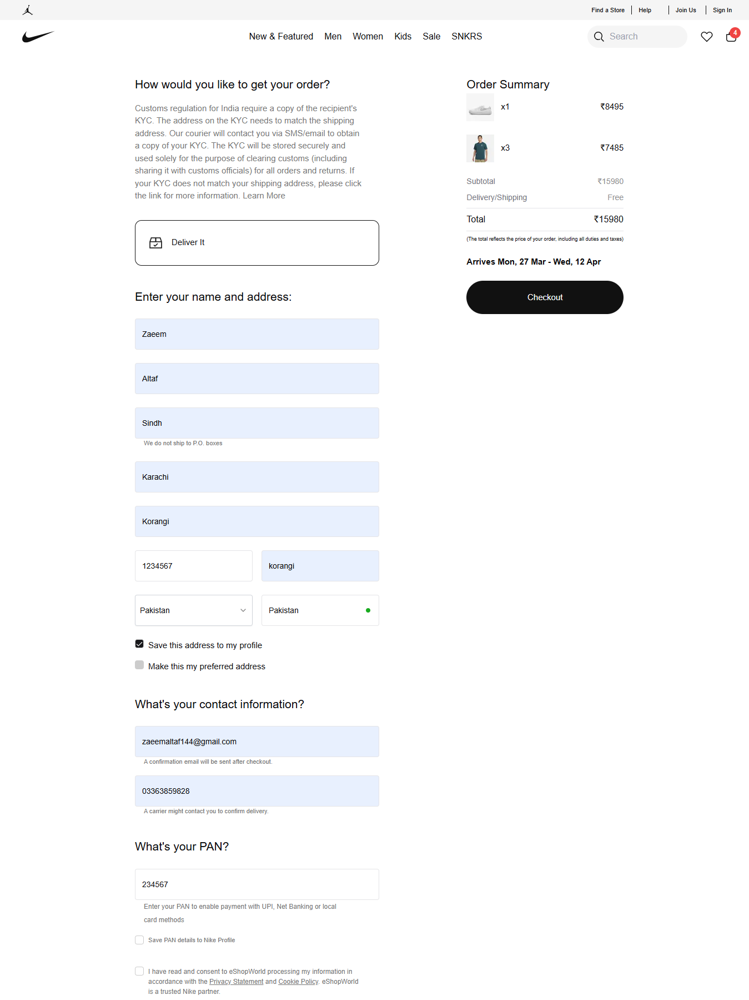 Find a Store
Help
Join Us
Sign In
New & Featured
Men
Women
Kids
Sale
SNKRS
Search
4
How would you like to get your order?
Customs regulation for India require a copy of the recipient's
KYC. The address on the KYC needs to match the shipping
address. Our courier will contact you via SMS/email to obtain
a copy of your KYC. The KYC will be stored securely and
used solely for the purpose of clearing customs (including
sharing it with customs officials) for all orders and returns. If
your KYC does not match your shipping address, please click
the link for more information. Learn More
Deliver It
Enter your name and address:
Zaeem
Altaf
Sindh
We do not ship to P.O. boxes
Karachi
Korangi
1234567
korangi
Pakistan
Pakistan
Save this address to my profile
Make this my preferred address
What's your contact information?
zaeemaltaf144@gmail.com
A confirmation email will be sent after checkout.
03363859828
A carrier might contact you to confirm delivery.
What's your PAN?
234567
Enter your PAN to enable payment with UPI, Net Banking or local
card methods
Save PAN details to Nike Profile
I have read and consent to eShopWorld processing my information in
accordance with the Privacy Statement and Cookie Policy. eShopWorld
is a trusted Nike partner.
Order Summary
x1 ₹8495
x3 ₹7485
Subtotal ₹15980
Delivery/Shipping Free
Total ₹15980
(The total reflects the price of your order, including all duties and taxes)
Arrives Mon, 27 Mar - Wed, 12 Apr
Checkout